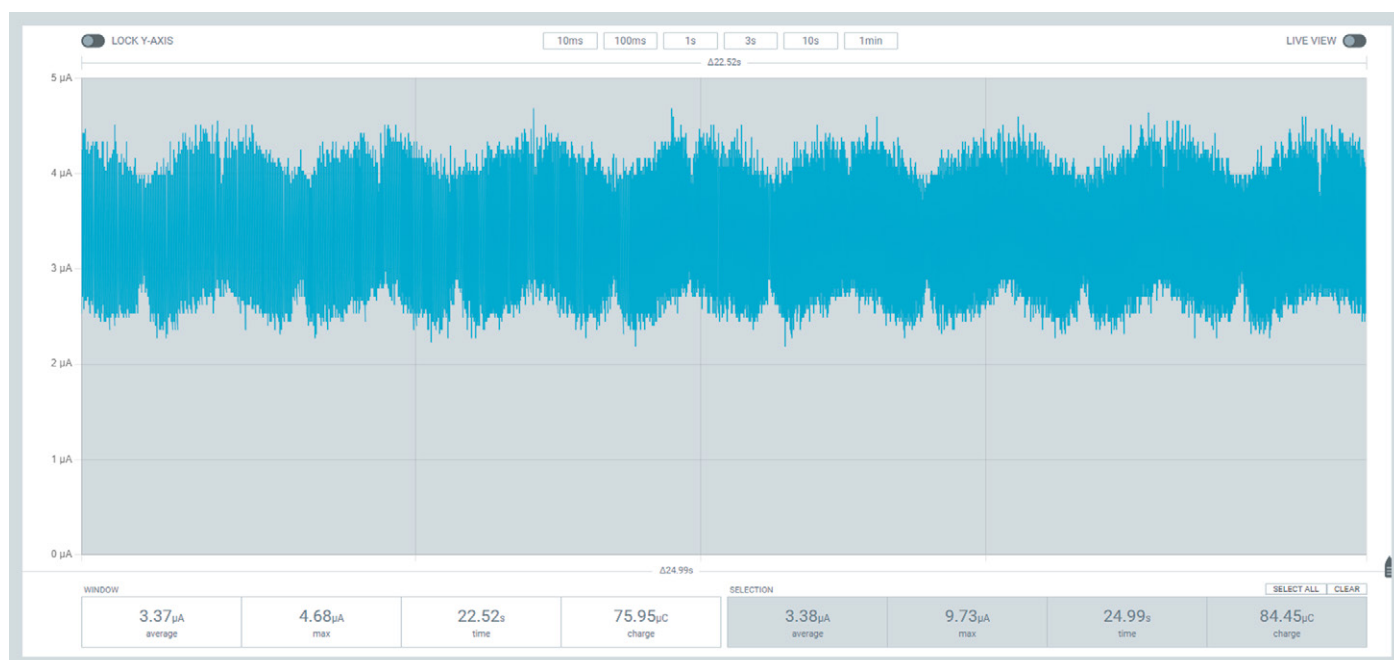 LOCK Y-AXIS 10ms 100ms 1s 3s 10s 1min LIVE VIEW
Δ22.52s
5 µA
4 µA
3 µA
2 µA
1 µA
0 µA
Δ24.99s
WINDOW SELECTION SELECT ALL CLEAR
3.37µA 4.68µA 22.52s 75.95µC 3.38µA 9.73µA 24.99s 84.45µC
average max time charge average max time charge